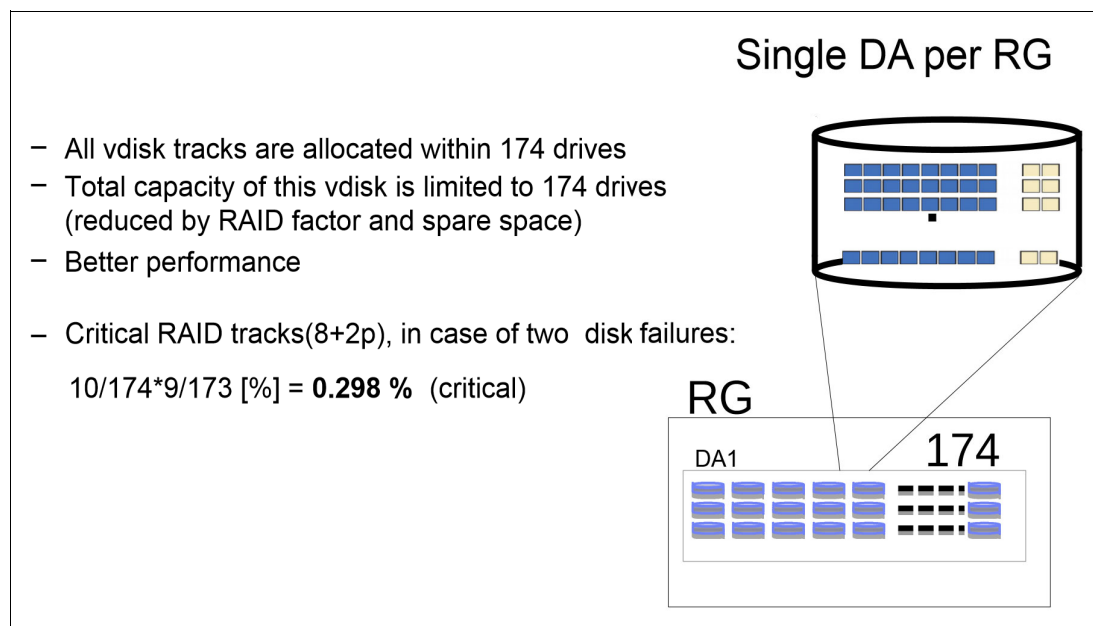 Single DA per RG
– All vdisk tracks are allocated within 174 drives
– Total capacity of this vdisk is limited to 174 drives
(reduced by RAID factor and spare space)
– Better performance
– Critical RAID tracks(8+2p), in case of two disk failures:
10/174*9/173 [%] = 0.298 % (critical)
RG
DA1
174